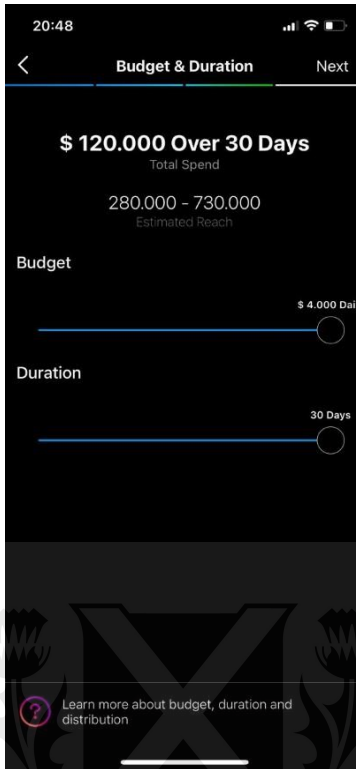 20:48
Budget & Duration
Next
$ 120.000 Over 30 Days
Total Spend
280.000 - 730.000
Estimated Reach
Budget
$ 4.000 Dai
Duration
30 Days
?
Learn more about budget, duration and
distribution